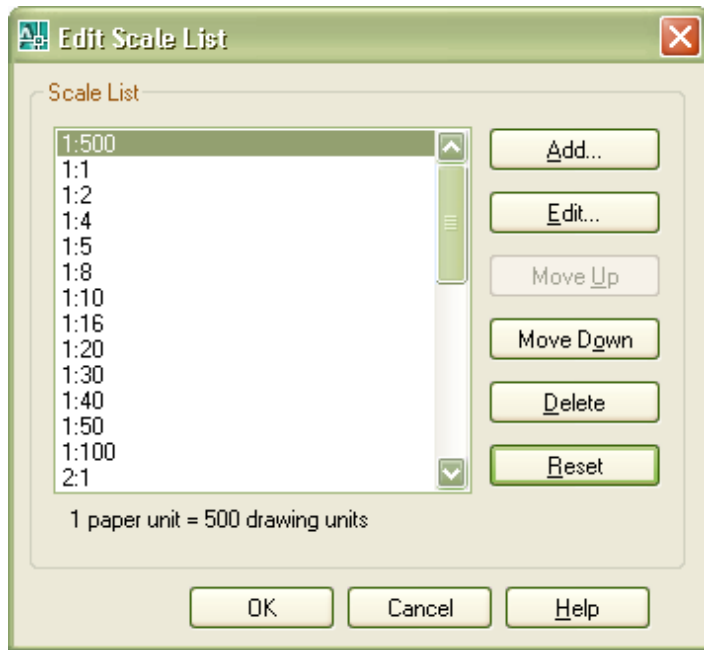 Edit Scale List
Scale List
1:500
1:1
1:2
1:4
1:5
1:8
1:10
1:16
1:20
1:30
1:40
1:50
1:100
2:1
Add...
Edit...
Move Up
Move Down
Delete
Reset
1 paper unit = 500 drawing units
OK
Cancel
Help